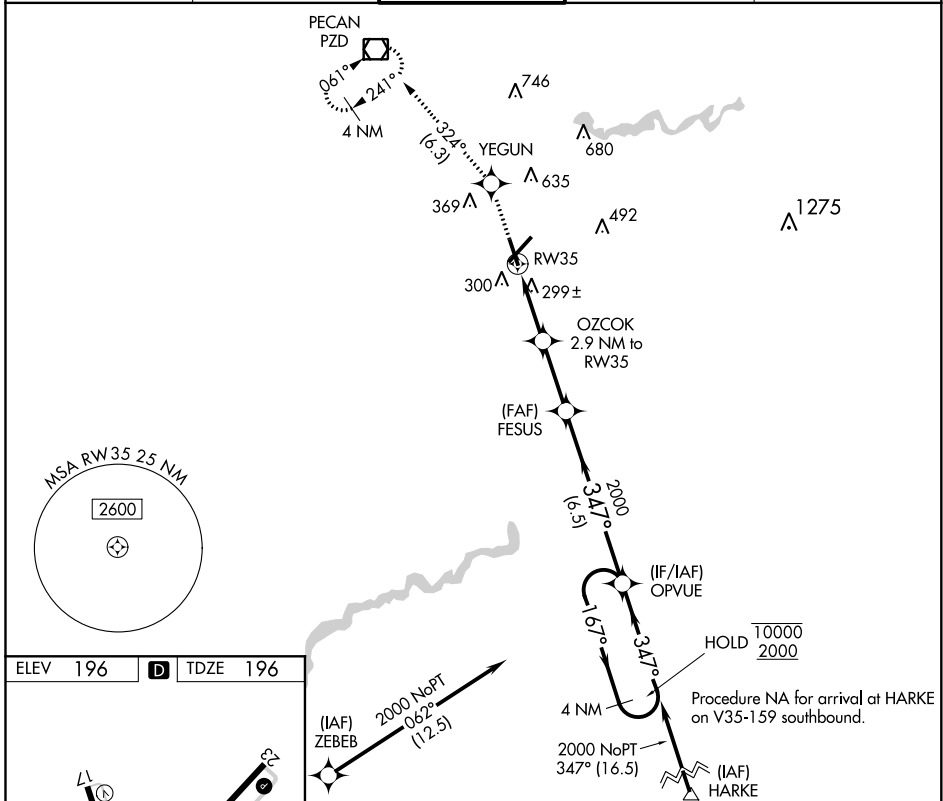 PECAN
PZD
061°
241°
4 NM
324°
(6.3)
746
680
YEGUN
635
369
492
1275
RW35
300
299±
OZCOK
2.9 NM to
RW35
(FAF)
FESUS
MSA RW35 25 NM
2600
2000
347°
(6.5)
(IF/IAF)
OPVUE
167°
347°
HOLD
10000
2000
4 NM
Procedure NA for arrival at HARKE
on V35-159 southbound.
2000 NoPT
347° (16.5)
(IAF)
HARKE
ELEV 196
D
TDZE 196
2000 NoPT
062°
(12.5)
(IAF)
ZEBEB
17
V
23
P